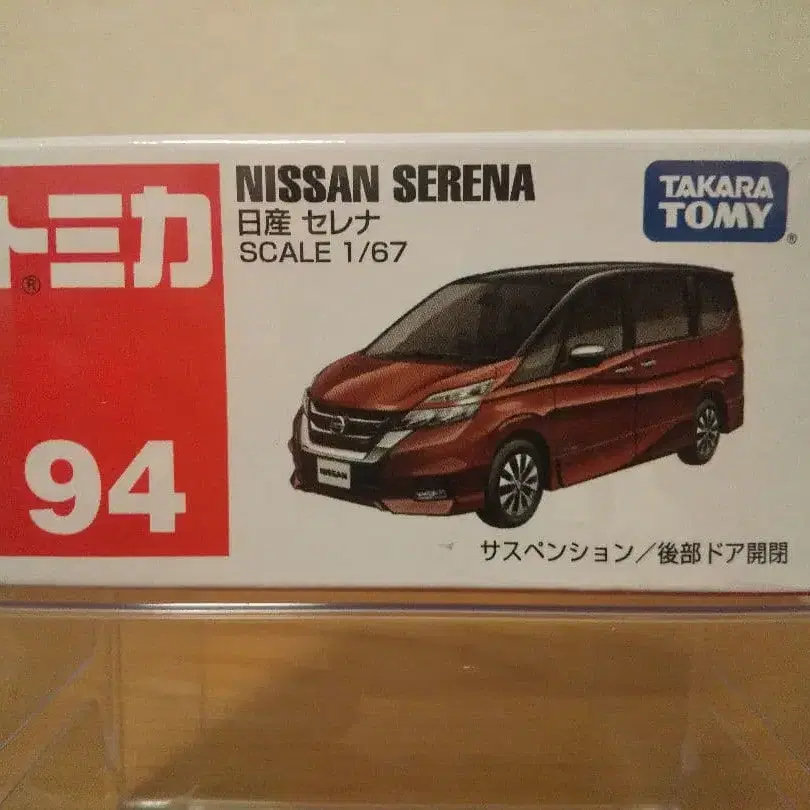 トミカ
®
94
NISSAN SERENA
日産 セレナ
SCALE 1/67
TAKARA
TOMY
®
NISSAN
サスペンション／後部ドア開閉